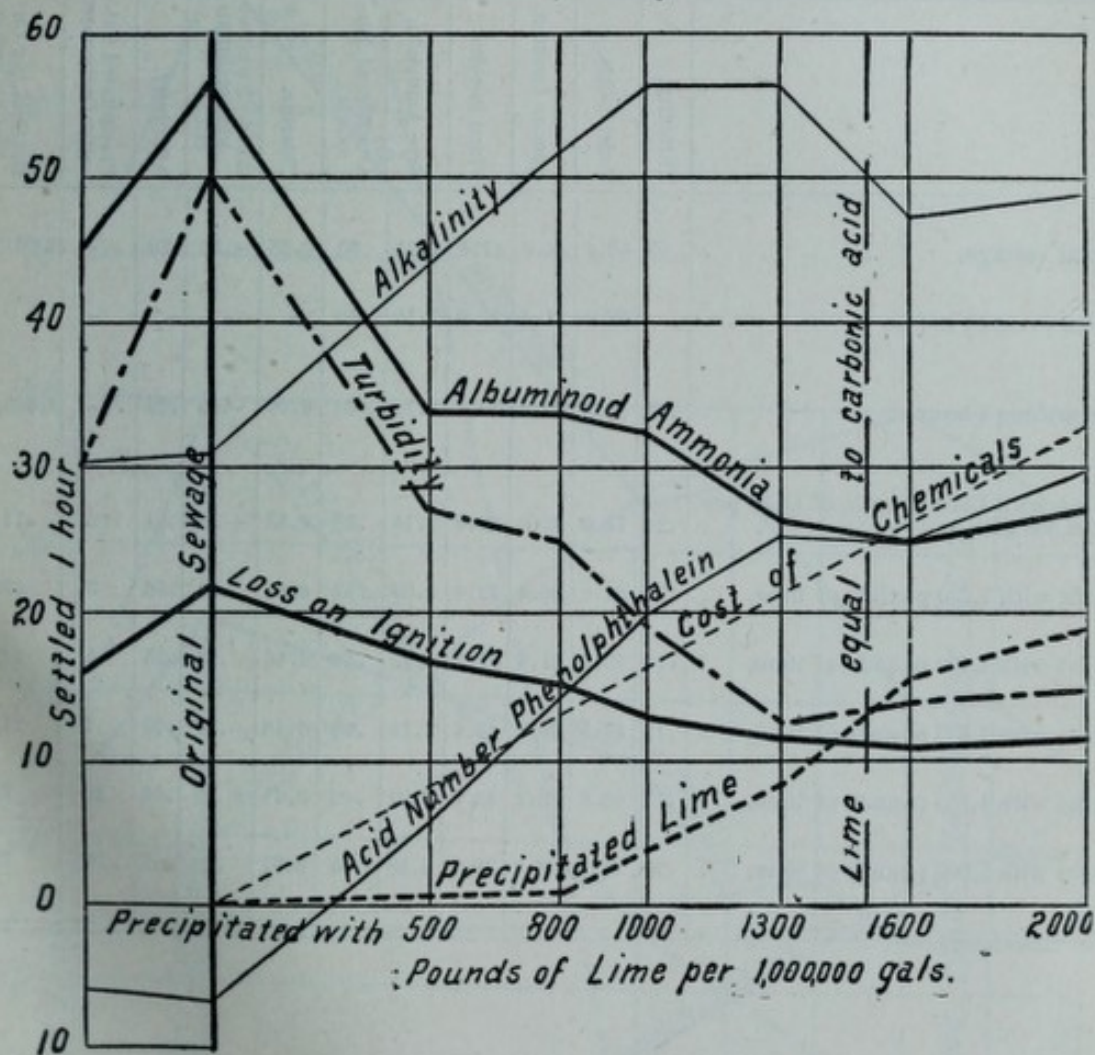 60
50
40
30
20
10
0
10
Settled 1 hour
Original Sewage
Alkalinity
Turbidity
Albuminoid Ammonia
Loss on Ignition
Acid Number Phenolphthalein
Cost of Chemicals
Precipitated Lime
Lime equal to carbonic acid
Precipitated with 500 800 1000 1300 1600 2000
Pounds of Lime per 1,000,000 gals.